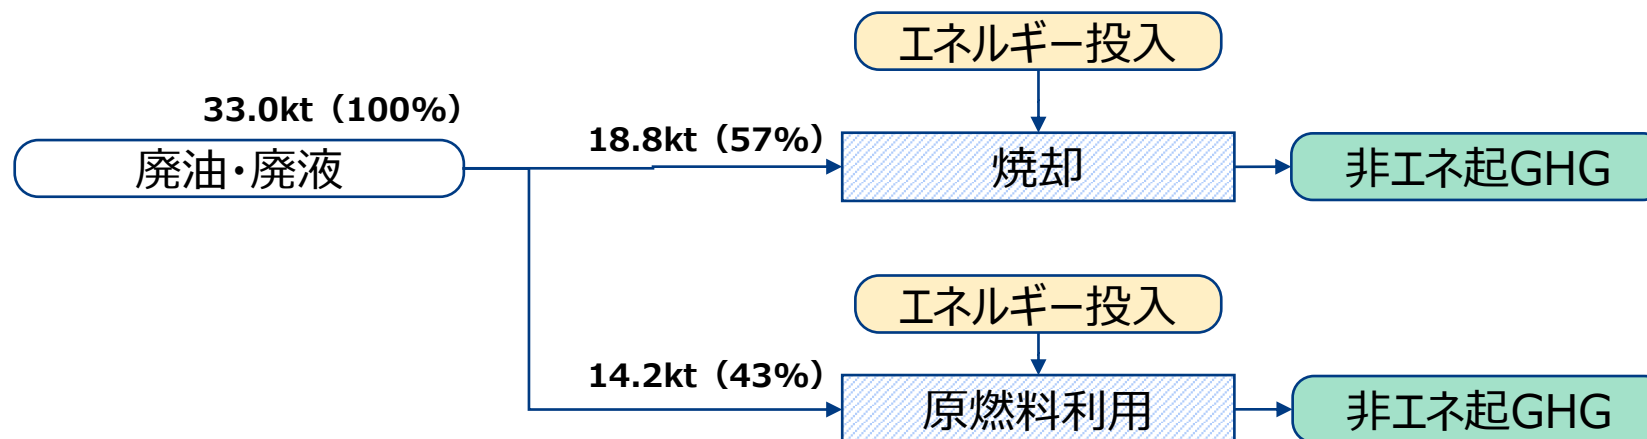 エネルギー投入
33.0kt（100%）
18.8kt（57%）
廃油・廃液
焼却
非エネ起GHG
エネルギー投入
14.2kt（43%）
原燃料利用
非エネ起GHG